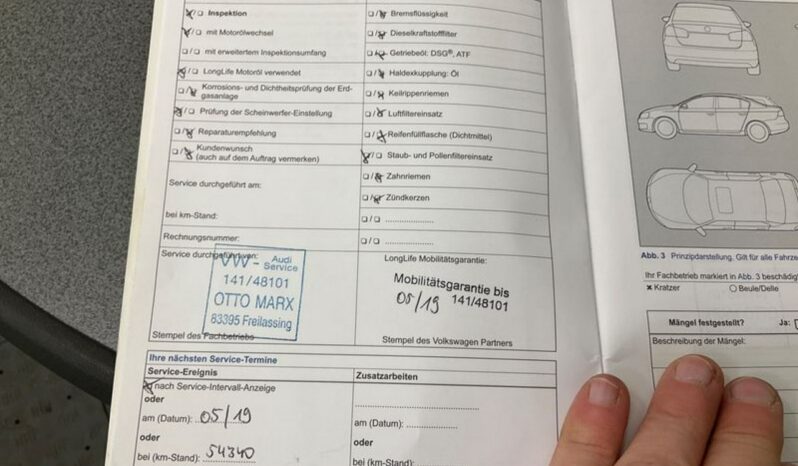 Inspektion
mit Motorölwechsel
mit erweitertem Inspektionsumfang
LongLife Motoröl verwendet
Korrosions- und Dichtheitsprüfung der Erd-
gasanlage
Prüfung der Scheinwerfer-Einstellung
Reparaturempfehlung
Kundenwunsch
(auch auf dem Auftrag vermerken)
Service durchgeführt am:
bei km-Stand:
Rechnungsnummer:
Service durchgeführt von:
VW - Audi
Service
141/48101
OTTO MARX
83395 Freilassing
Stempel des Fachbetriebs
Bremsflüssigkeit
Dieselkraftstofffilter
Getriebeöl: DSG®, ATF
Haldexkupplung: Öl
Keilrippenriemen
Luftfiltereinsatz
Reifenfüllflasche (Dichtmittel)
Staub- und Pollenfiltereinsatz
Zahnriemen
Zündkerzen
LongLife Mobilitätsgarantie:
Mobilitätsgarantie bis
05/19 141/48101
Stempel des Volkswagen Partners
Ihre nächsten Service-Termine
Service-Ereignis
nach Service-Intervall-Anzeige
oder
am (Datum): 05/19
oder
bei (km-Stand): 54340
Zusatzarbeiten
am (Datum):
oder
bei (km-Stand):
Abb. 3 Prinzipdarstellung. Gilt für alle
Ihr Fachbetrieb markiert in Abb. 3
Kratzer Beule/Delle
Mängel festgestellt? Ja:
Beschreibung der Mängel: